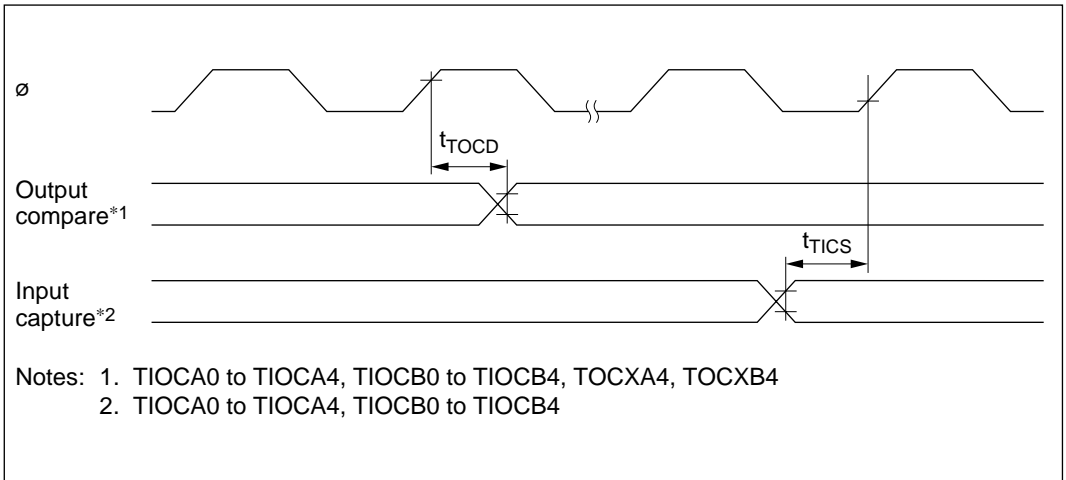 ø
tTOCD
Output
compare*1
tTICS
Input
capture*2
Notes: 1. TIOCA0 to TIOCA4, TIOCB0 to TIOCB4, TOCXA4, TOCXB4
2. TIOCA0 to TIOCA4, TIOCB0 to TIOCB4